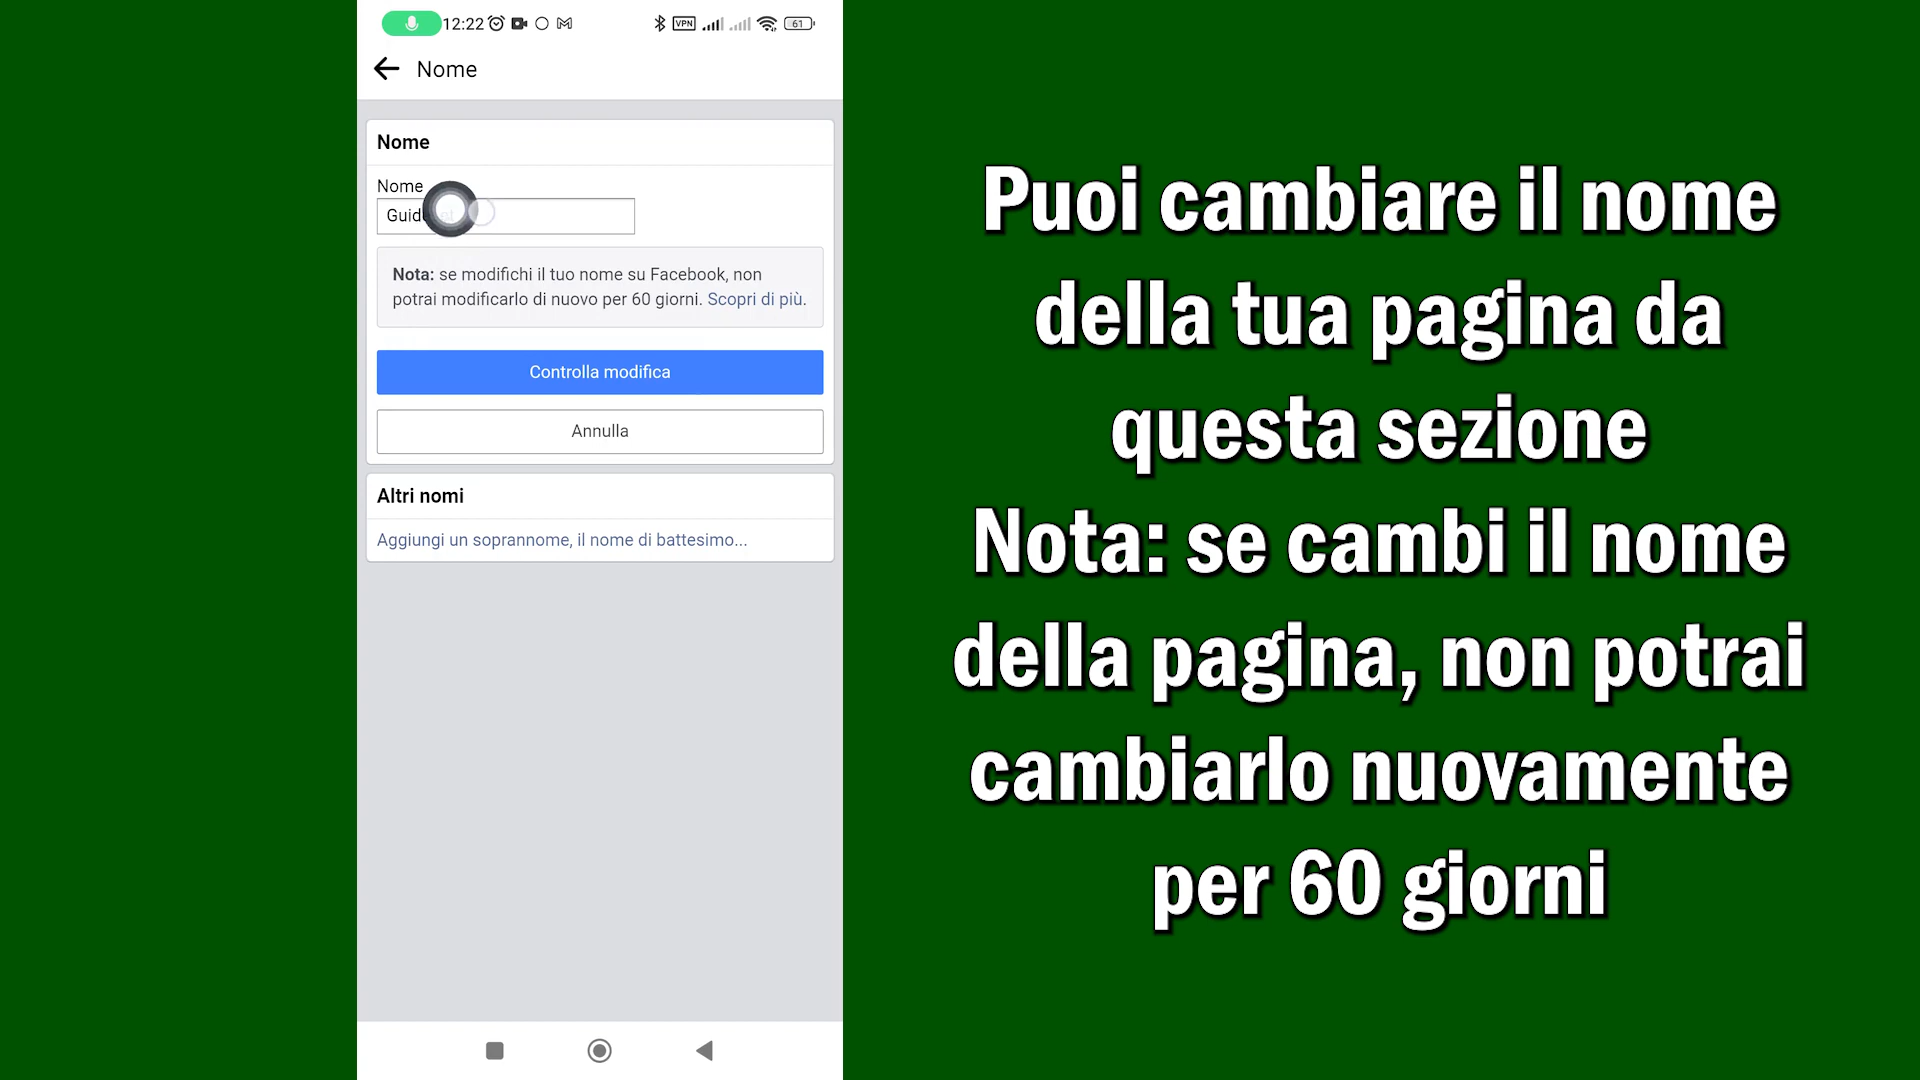 12:22
VPN
61
Nome
Nome
Nome
Nota: se modifichi il tuo nome su Facebook, non
potrai modificarlo di nuovo per 60 giorni. Scopri di più.
Controlla modifica
Annulla
Altri nomi
Aggiungi un soprannome, il nome di battesimo...
Puoi cambiare il nome
della tua pagina da
questa sezione
Nota: se cambi il nome
della pagina, non potrai
cambiarlo nuovamente
per 60 giorni